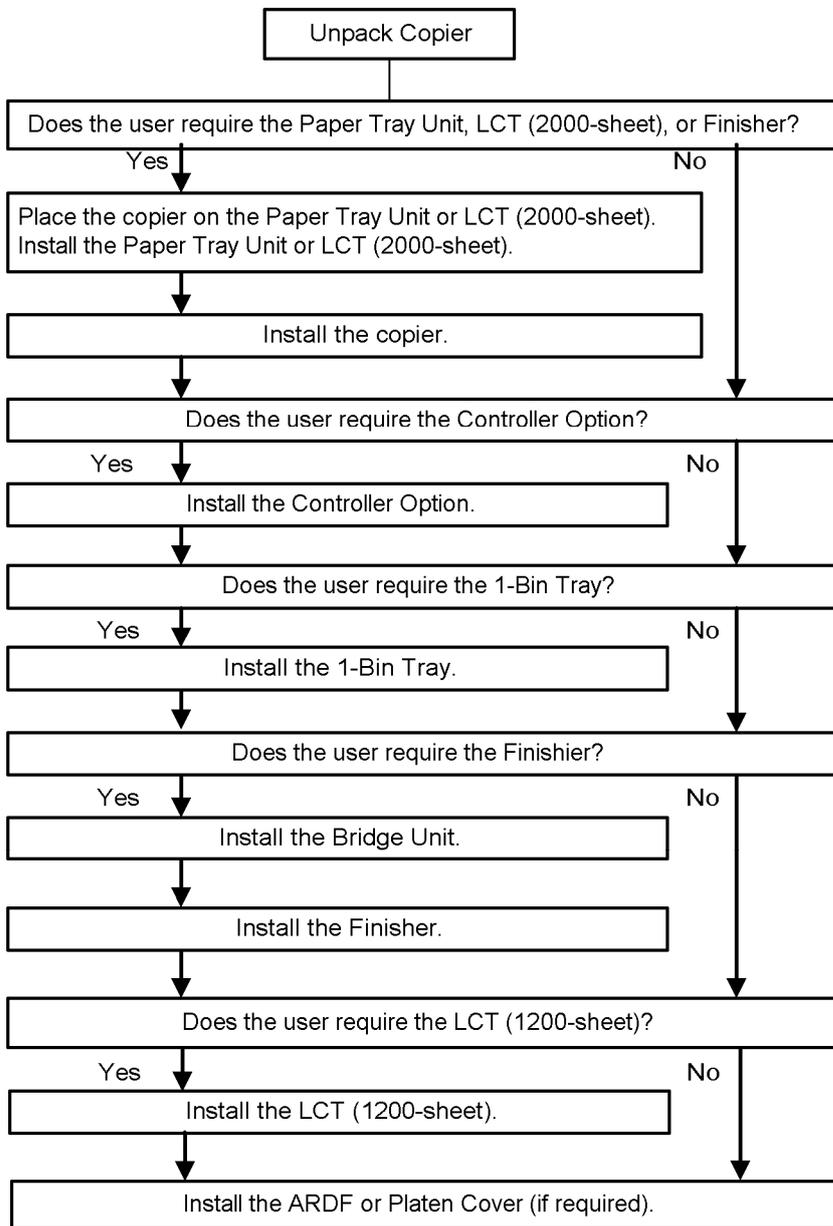 Unpack Copier
Does the user require the Paper Tray Unit, LCT (2000-sheet), or Finisher?
Yes
No
Place the copier on the Paper Tray Unit or LCT (2000-sheet).
Install the Paper Tray Unit or LCT (2000-sheet).
Install the copier.
Does the user require the Controller Option?
Yes
No
Install the Controller Option.
Does the user require the 1-Bin Tray?
Yes
No
Install the 1-Bin Tray.
Does the user require the Finishier?
Yes
No
Install the Bridge Unit.
Install the Finisher.
Does the user require the LCT (1200-sheet)?
Yes
No
Install the LCT (1200-sheet).
Install the ARDF or Platen Cover (if required).